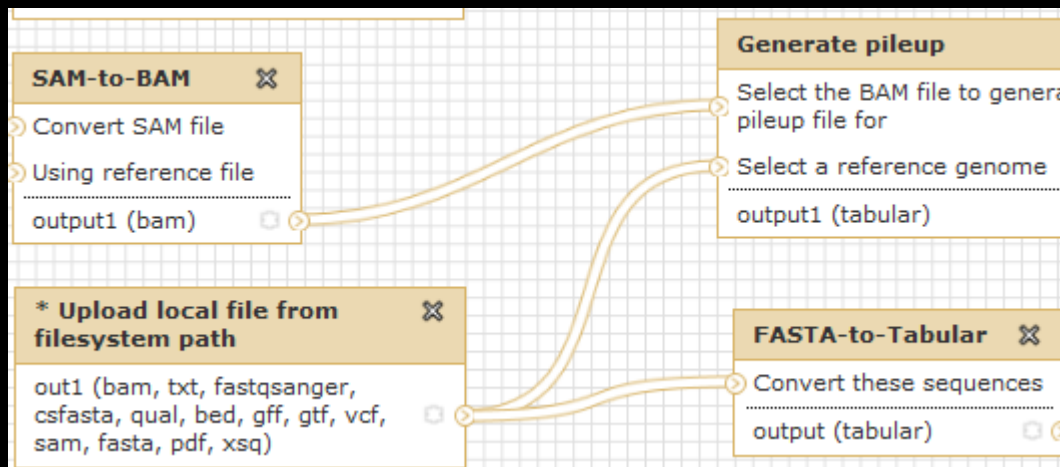 SAM-to-BAM
Convert SAM file
Using reference file
output1 (bam)
Generate pileup
Select the BAM file to genera
pileup file for
Select a reference genome
output1 (tabular)
* Upload local file from
filesystem path
out1 (bam, txt, fastqsanger,
csfasta, qual, bed, gff, gtf, vcf,
sam, fasta, pdf, xsq)
FASTA-to-Tabular
Convert these sequences
output (tabular)